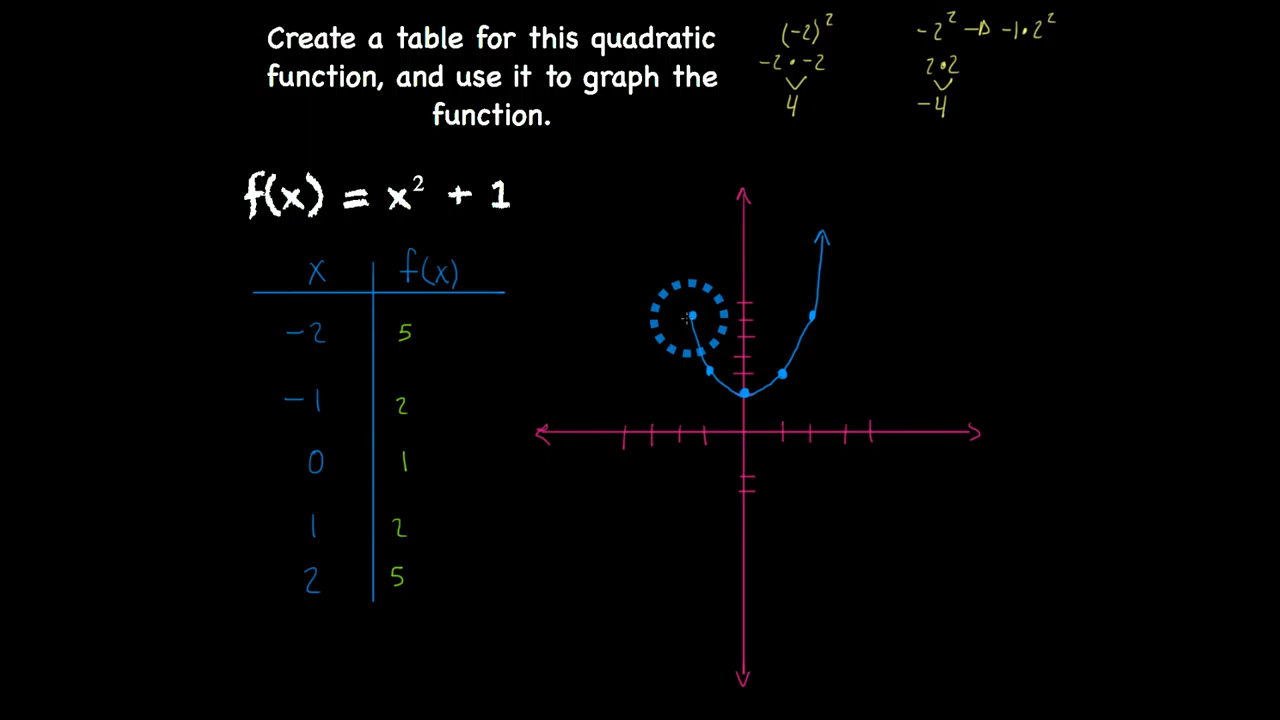 Create a table for this quadratic
function, and use it to graph the
function.
(-2)²
-2 · -2
4
-2² → -1·2²
2·2
-4
f(x) = x² + 1
x f(x)
-2 5
-1 2
0 1
1 2
2 5